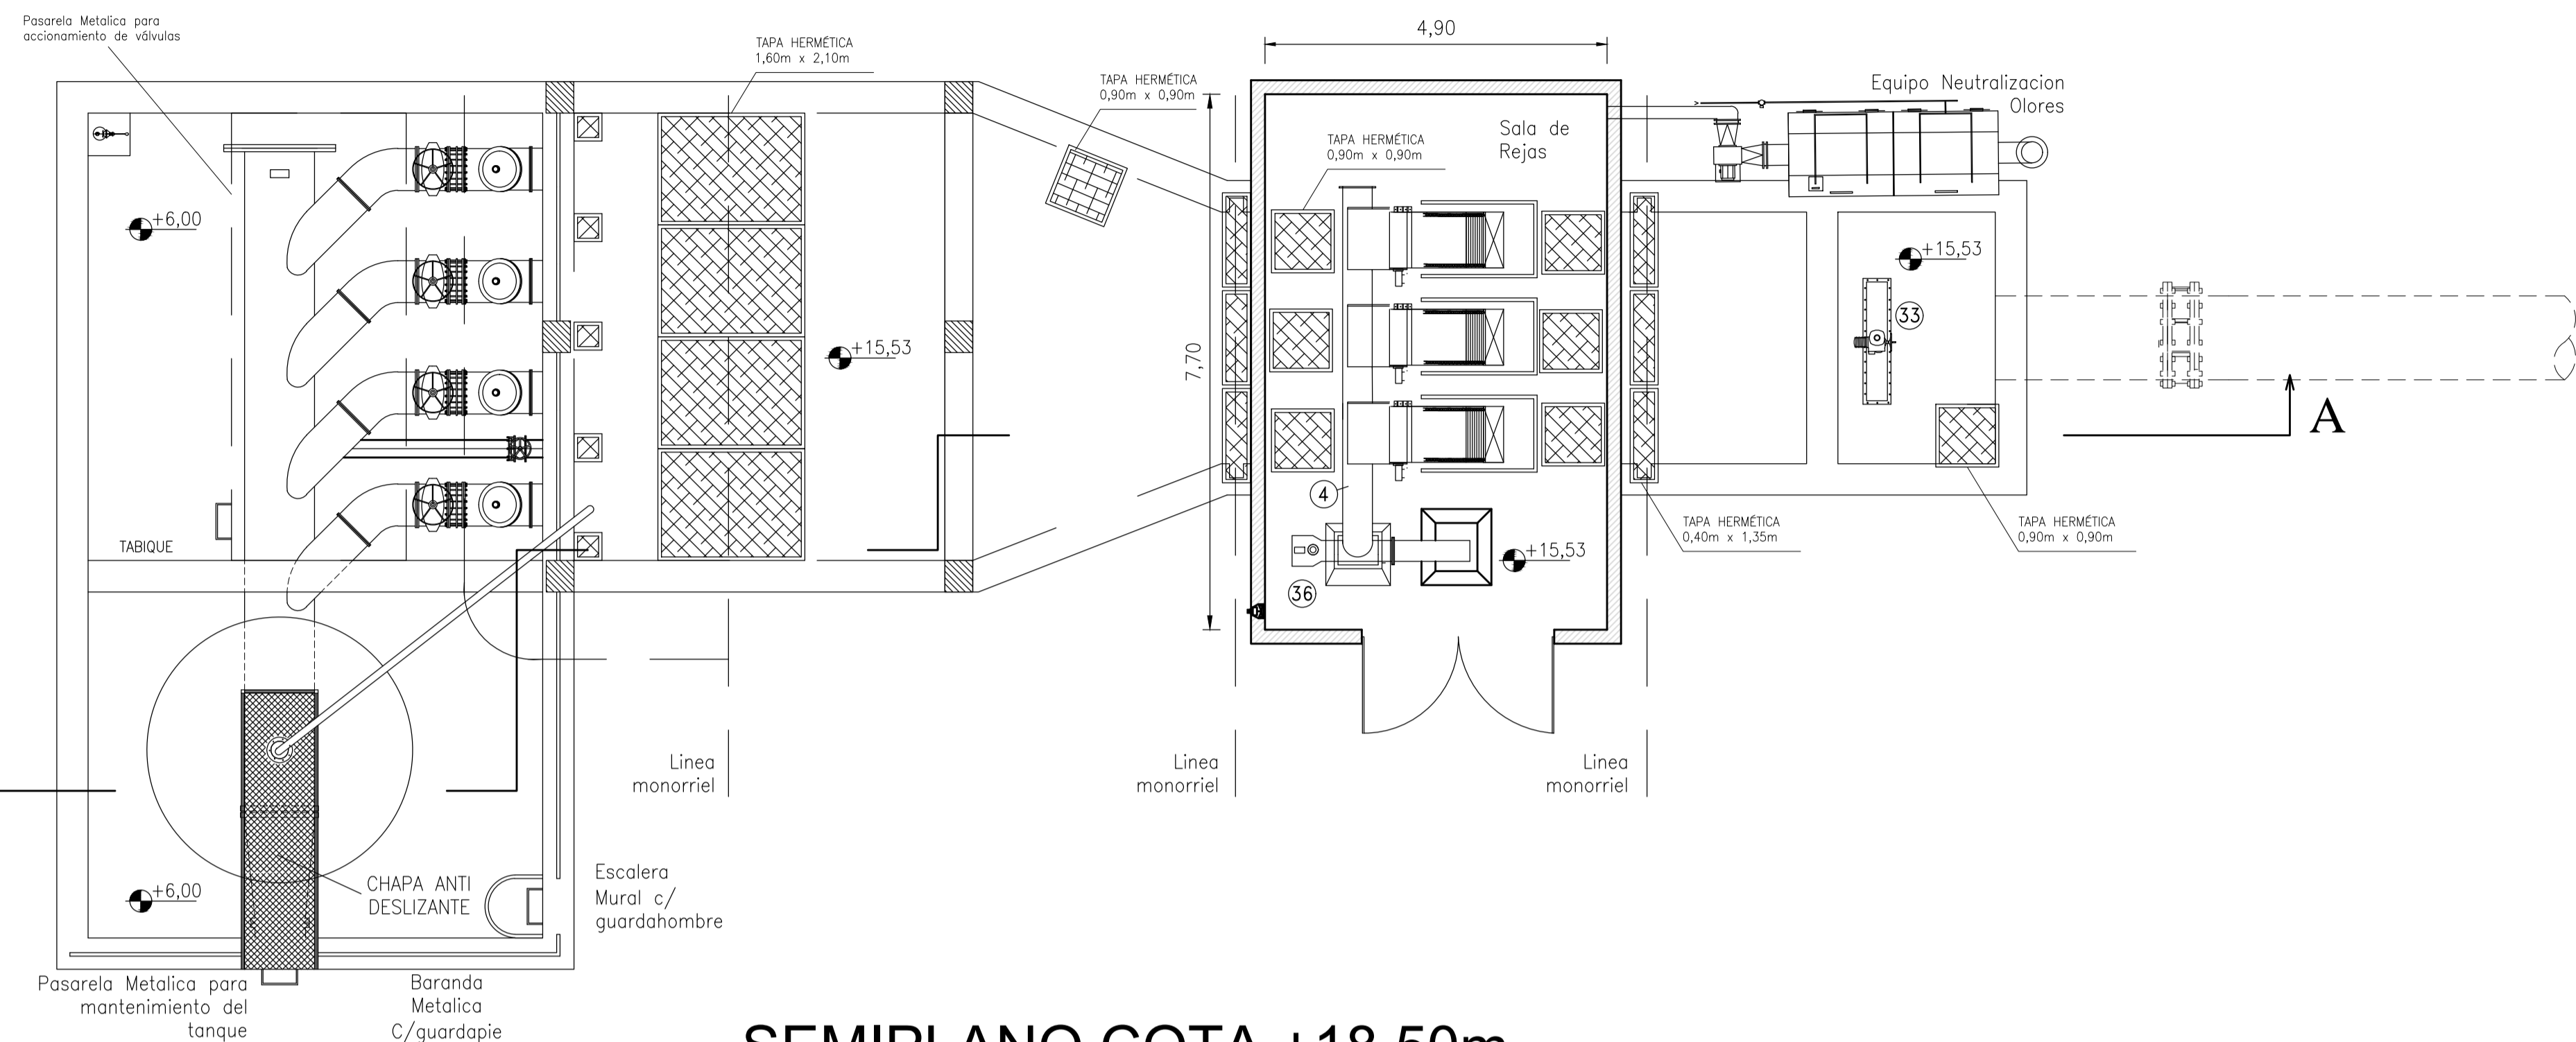 Pasarela Metalica para
accionamiento de válvulas
TAPA HERMÉTICA
1,60m x 2,10m
TAPA HERMÉTICA
0,90m x 0,90m
4,90
Equipo Neutralizacion
Olores
TAPA HERMÉTICA
0,90m x 0,90m
Sala de
Rejas
+6,00
+15,53
7,70
+15,53
33
A
4
36
+15,53
TAPA HERMÉTICA
0,40m x 1,35m
TAPA HERMÉTICA
0,90m x 0,90m
TABIQUE
Linea
monorriel
Linea
monorriel
Linea
monorriel
+6,00
CHAPA ANTI
DESLIZANTE
Escalera
Mural c/
guardahombre
Pasarela Metalica para
mantenimiento del
tanque
Baranda
Metalica
C/guardapie
SEMIPLANO COTA +18,50m